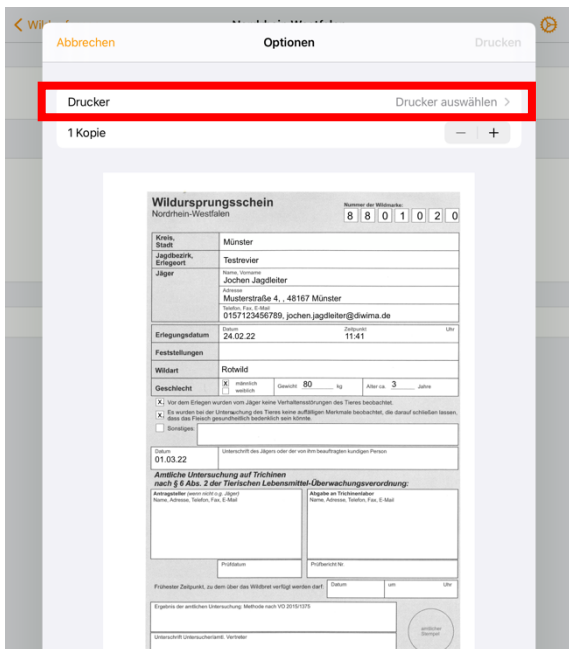 Abbrechen Optionen Drucken
Drucker Drucker auswählen
1 Kopie − +
Wildursprungsschein
Nordrhein-Westfalen
Nummer der Wildmarke:
8 8 0 1 0 2 0
Kreis,
Stadt
Münster
Jagdbezirk,
Erlegeort
Testrevier
Jäger
Name, Vorname
Jochen Jagdleiter
Adresse
Musterstraße 4, , 48167 Münster
Telefon, Fax, E-Mail
0157123456789, jochen.jagdleiter@diwima.de
Erlegungsdatum
Datum Zeitpunkt Uhr
24.02.22 11:41
Feststellungen
Wildart Rotwild
Geschlecht
X männlich
weiblich
Gewicht 80 kg
Alter ca. 3 Jahre
X Vor dem Erlegen wurden vom Jäger keine Verhaltensstörungen des Tieres beobachtet.
X Es wurden bei der Untersuchung des Tieres keine auffälligen Merkmale beobachtet, die darauf schließen lassen,
dass das Fleisch gesundheitlich bedenklich sein könnte.
Sonstiges:
Datum
01.03.22
Unterschrift des Jägers oder der von ihm beauftragten kundigen Person
Amtliche Untersuchung auf Trichinen
nach § 6 Abs. 2 der Tierischen Lebensmittel-Überwachungsverordnung:
Antragsteller (wenn nicht o.g. Jäger)
Name, Adresse, Telefon, Fax, E-Mail
Abgabe an Trichinenlabor
Name, Adresse, Telefon, Fax, E-Mail
Prüfdatum
Prüfbericht Nr.
Frühester Zeitpunkt, zu dem über das Wildbret verfügt werden darf:
Datum um Uhr
Ergebnis der amtlichen Untersuchung: Methode nach VO 2015/1375
Unterschrift Untersucher/amtl. Vertreter
amtlicher
Stempel